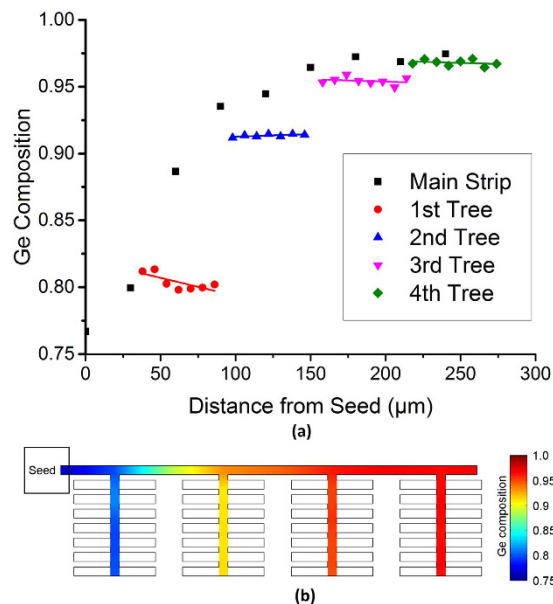 1.00
0.95
0.90
0.85
0.80
0.75
Ge Composition
Main Strip
1st Tree
2nd Tree
3rd Tree
4th Tree
0 50 100 150 200 250 300
Distance from Seed (µm)
(a)
Seed
1.0
0.95
0.9
0.85
0.8
0.75
Ge composition
(b)